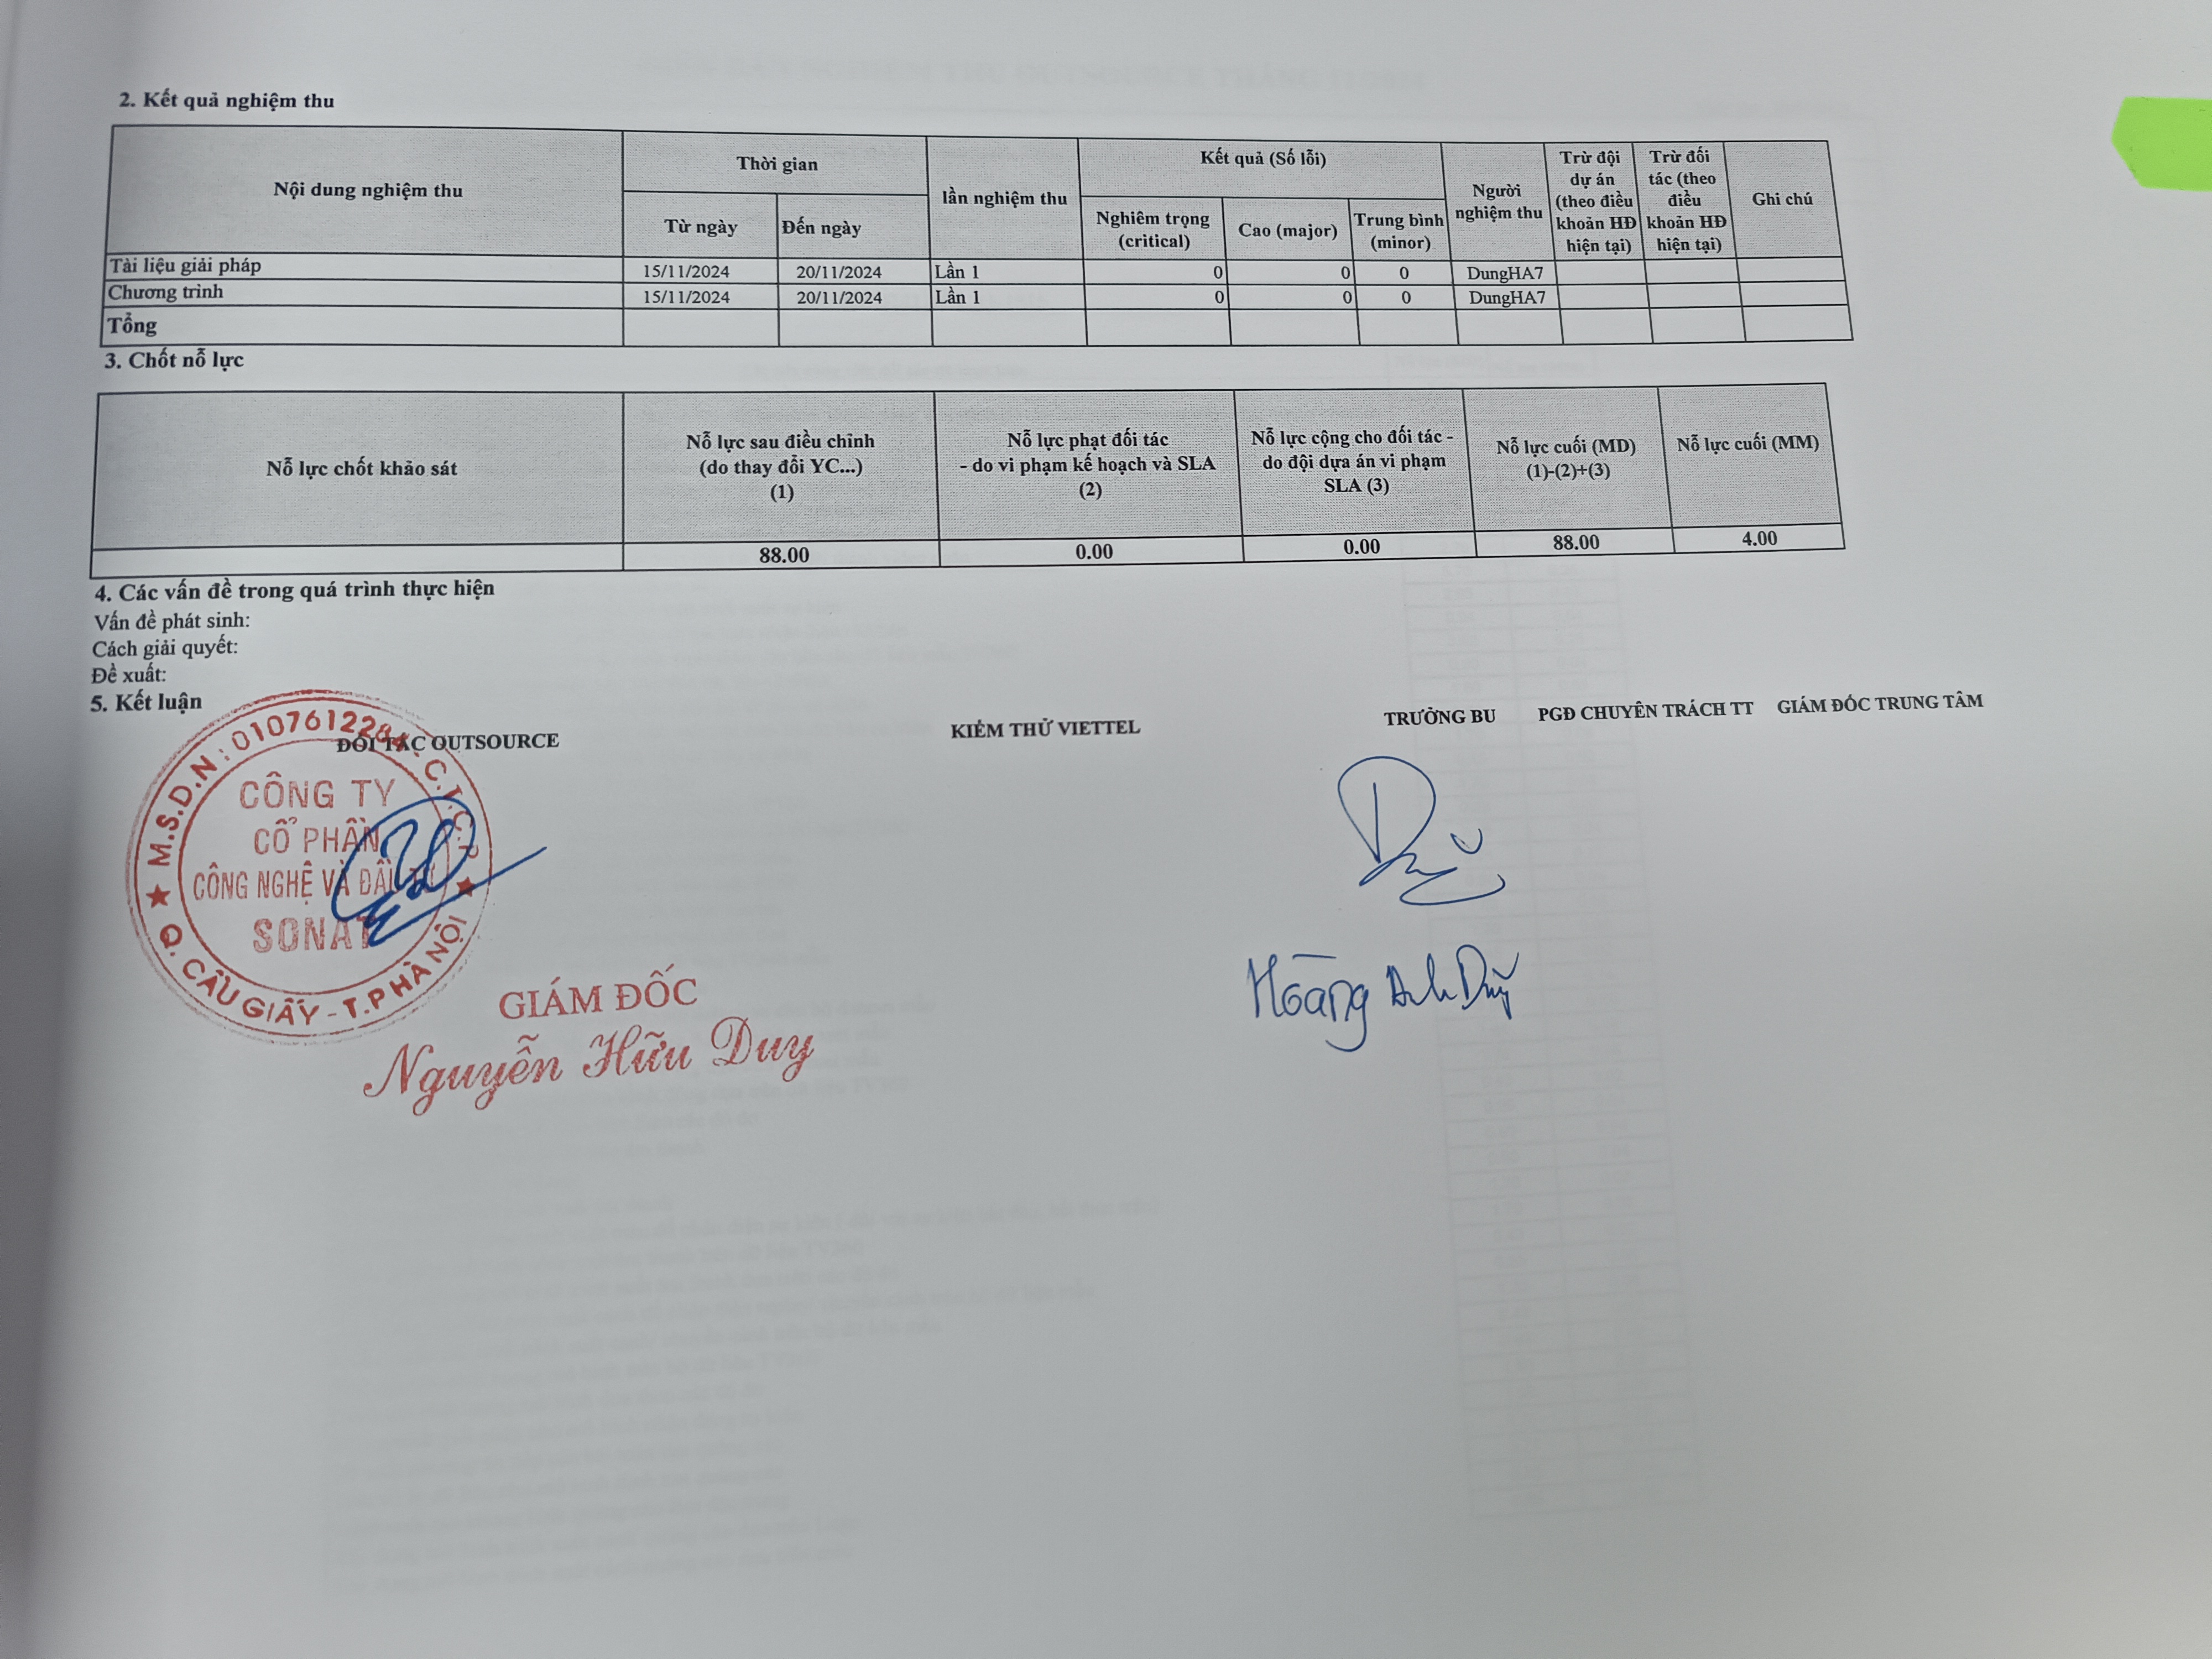 2. Kết quả nghiệm thu
Nội dung nghiệm thu
Thời gian
lần nghiệm thu
Kết quả (Số lỗi)
Người nghiệm thu
Trừ đội dự án (theo điều khoản HĐ hiện tại)
Trừ đối tác (theo điều khoản HĐ hiện tại)
Ghi chú
Từ ngày
Đến ngày
Nghiêm trọng (critical)
Cao (major)
Trung bình (minor)
Tài liệu giải pháp 15/11/2024 20/11/2024 Lần 1 0 0 0 DungHA7
Chương trình 15/11/2024 20/11/2024 Lần 1 0 0 0 DungHA7
Tổng
3. Chốt nỗ lực
Nỗ lực chốt khảo sát
Nỗ lực sau điều chỉnh
(do thay đổi YC...)
(1)
Nỗ lực phạt đối tác
- do vi phạm kế hoạch và SLA
(2)
Nỗ lực cộng cho đối tác -
do đội dựa án vi phạm
SLA (3)
Nỗ lực cuối (MD)
(1)-(2)+(3)
Nỗ lực cuối (MM)
88.00 0.00 0.00 88.00 4.00
4. Các vấn đề trong quá trình thực hiện
Vấn đề phát sinh:
Cách giải quyết:
Đề xuất:
5. Kết luận
ĐỐI TÁC OUTSOURCE KIỂM THỬ VIETTEL TRƯỞNG BU PGĐ CHUYÊN TRÁCH TT GIÁM ĐỐC TRUNG TÂM
M.S.D.N: 0107612284 - C.T.C.P
CÔNG TY
CỔ PHẦN
CÔNG NGHỆ VÀ ĐẦU TƯ
SONAT
Q. CẦU GIẤY - T.P HÀ NỘI
GIÁM ĐỐC
Nguyễn Hữu Duy
Hoàng Anh